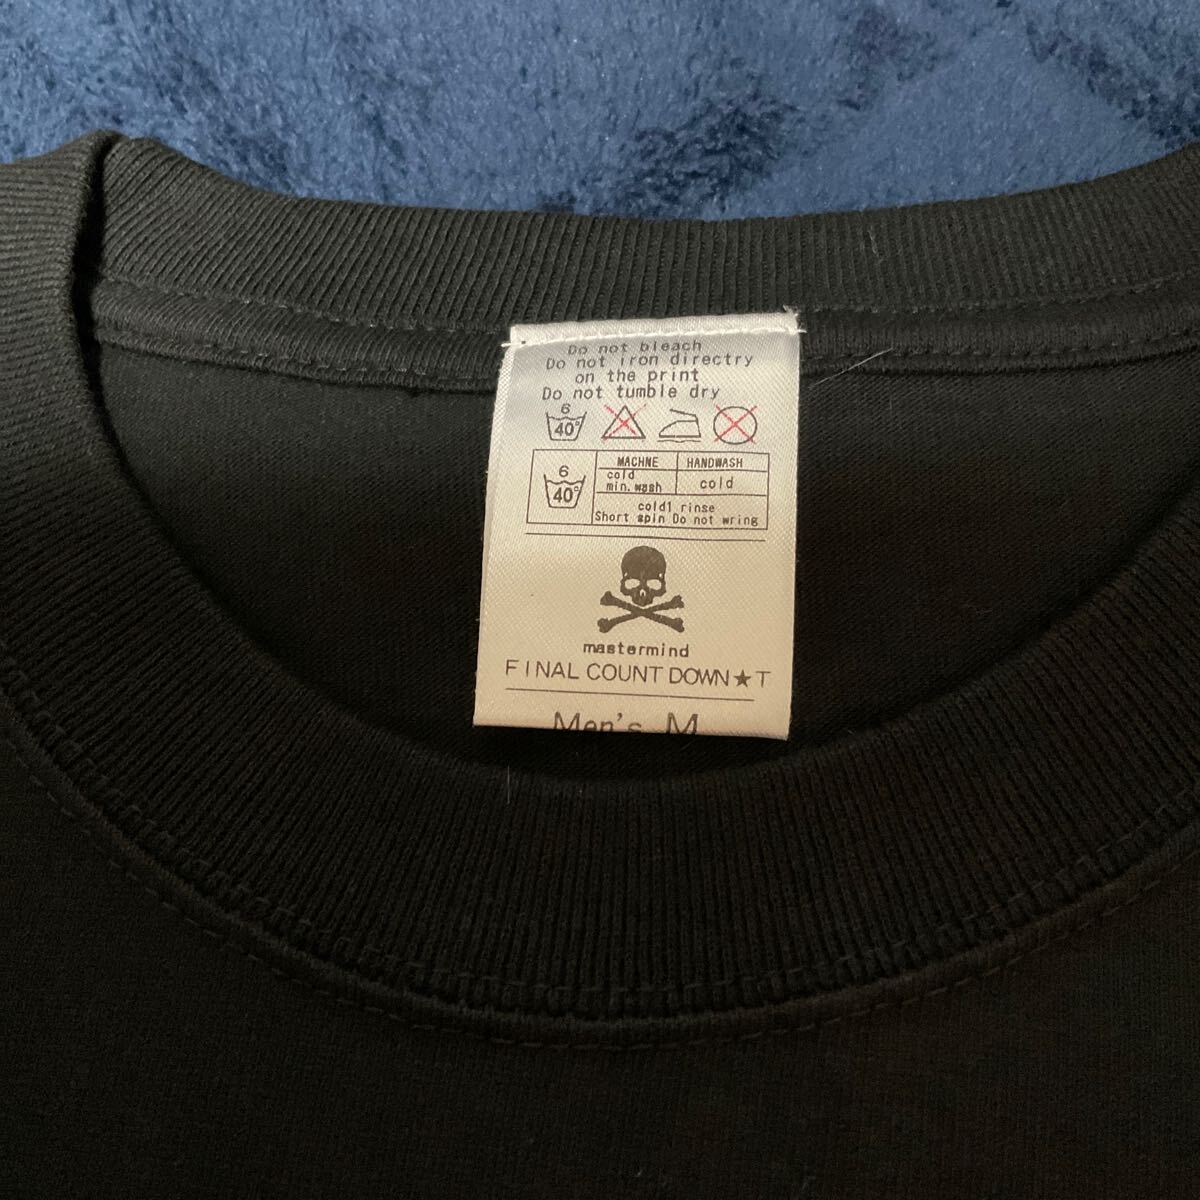 Do not bleach
Do not iron directry
on the print
Do not tumble dry
6
40°
6
40°
MACHNE HANDWASH
cold
min. wash cold
cold1 rinse
Short spin Do not wring
mastermind
FINAL COUNT DOWN★T
Men's M